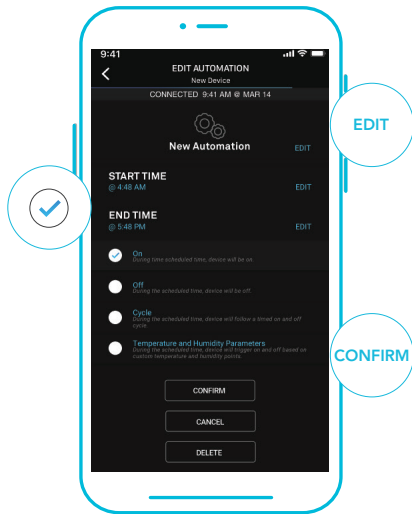 9:41
EDIT AUTOMATION
New Device
CONNECTED 9:41 AM @ MAR 14
EDIT
New Automation EDIT
START TIME
@ 4:48 AM EDIT
END TIME
@ 5:48 PM EDIT
On
During time scheduled time, device will be on.
Off
During the scheduled time, device will be off.
Cycle
During the scheduled time, device will follow a timed on and off
cycle.
Temperature and Humidity Parameters
During the scheduled time, device will trigger on and off based on
custom temperature and humidity points.
CONFIRM
CONFIRM
CANCEL
DELETE